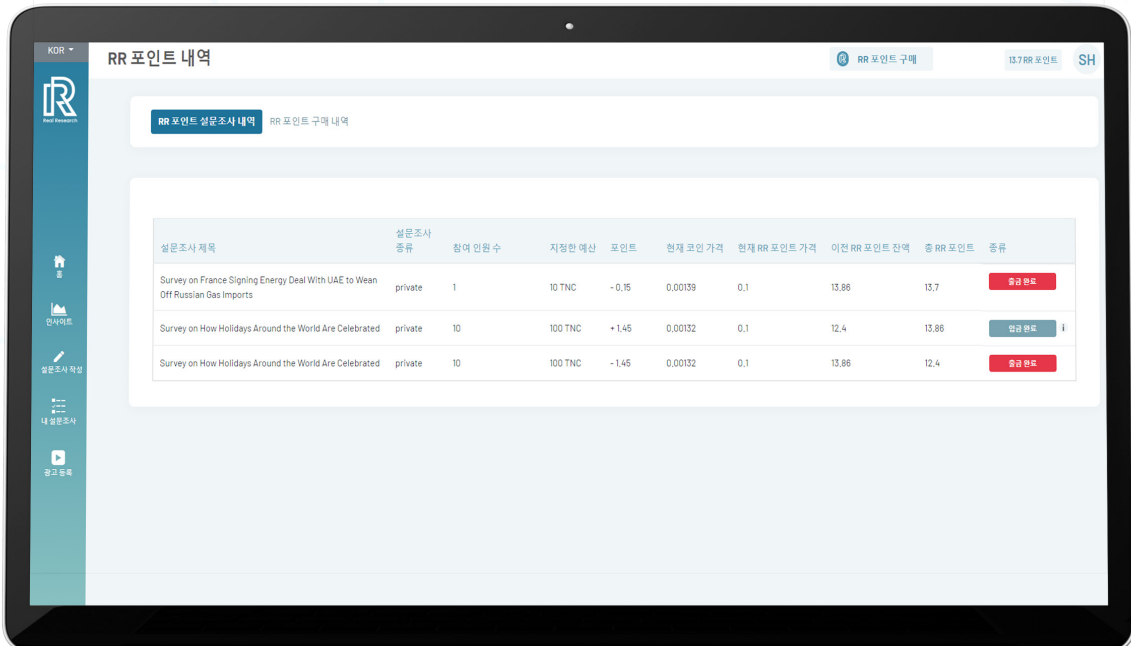 KOR
RR 포인트 내역
RR 포인트 구매
13.7 RR 포인트
SH
R
Real Research
RR 포인트 설문조사 내역
RR 포인트 구매 내역
홈
인사이트
설문조사 작성
내 설문조사
광고 등록
설문조사 제목
설문조사
종류
참여 인원 수
지정한 예산
포인트
현재 코인 가격
현재 RR 포인트 가격
이전 RR 포인트 잔액
총 RR 포인트
종류
Survey on France Signing Energy Deal With UAE to Wean
Off Russian Gas Imports
private
1
10 TNC
- 0.15
0.00139
0.1
13.86
13.7
출금 완료
Survey on How Holidays Around the World Are Celebrated
private
10
100 TNC
+ 1.45
0.00132
0.1
12.4
13.86
입금 완료
i
Survey on How Holidays Around the World Are Celebrated
private
10
100 TNC
- 1.45
0.00132
0.1
13.86
12.4
출금 완료